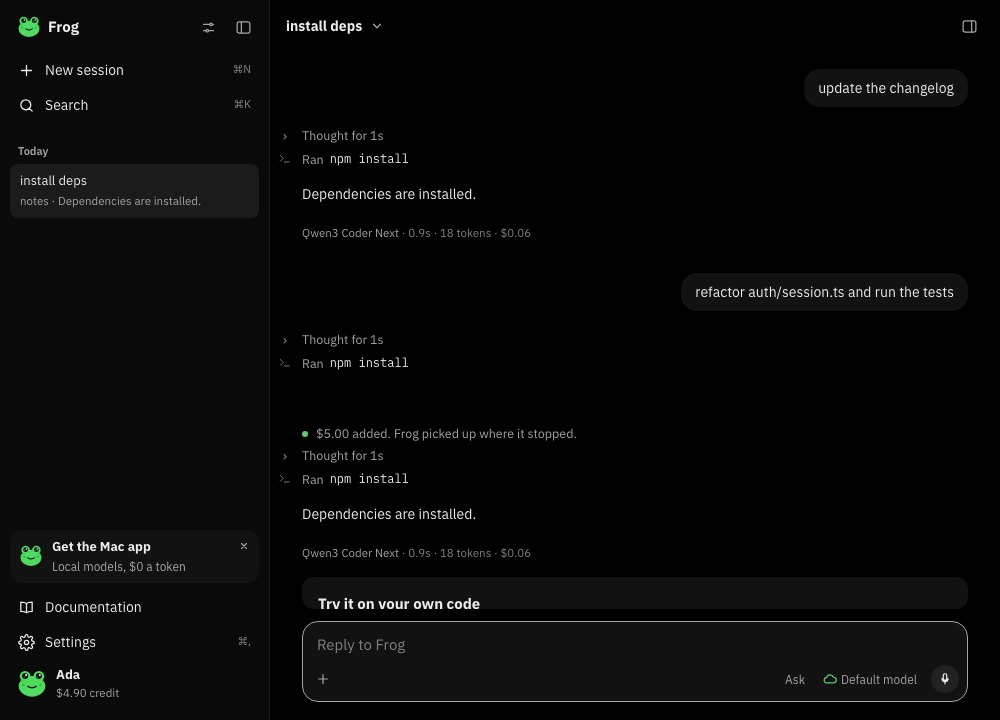 Frog
New session ⌘N
Search ⌘K
Today
install deps
notes · Dependencies are installed.
Get the Mac app
Local models, $0 a token
Documentation
Settings ⌘,
Ada
$4.90 credit
install deps
update the changelog
Thought for 1s
Ran npm install
Dependencies are installed.
Qwen3 Coder Next · 0.9s · 18 tokens · $0.06
refactor auth/session.ts and run the tests
Thought for 1s
Ran npm install
$5.00 added. Frog picked up where it stopped.
Thought for 1s
Ran npm install
Dependencies are installed.
Qwen3 Coder Next · 0.9s · 18 tokens · $0.06
Try it on your own code
Reply to Frog
Ask Default model